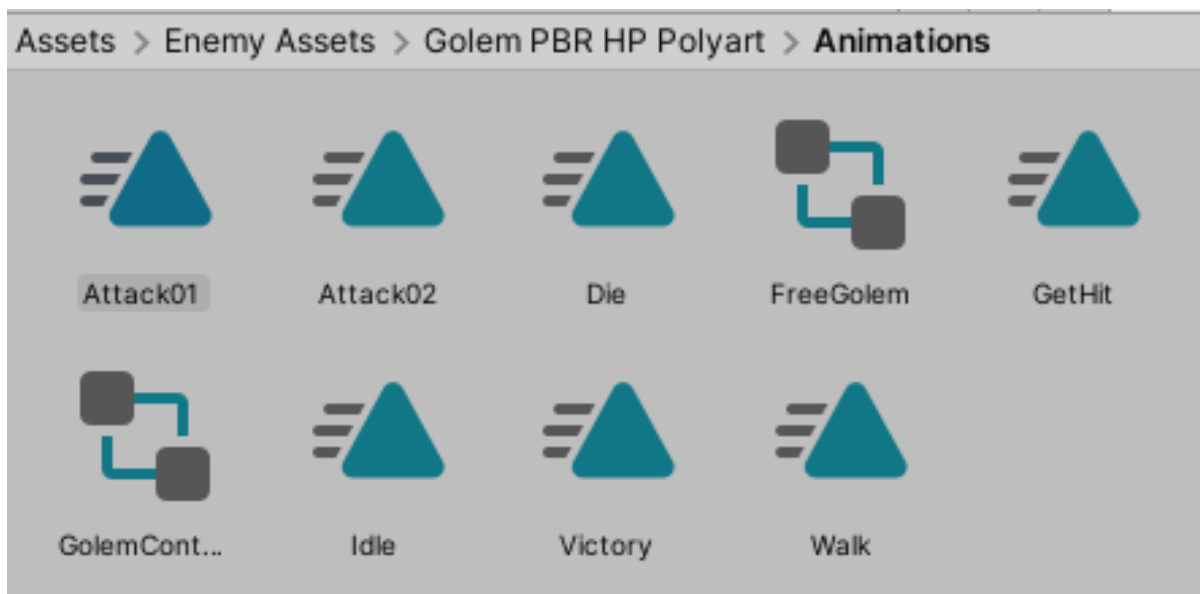 Assets > Enemy Assets > Golem PBR HP Polyart > Animations
Attack01 Attack02 Die FreeGolem GetHit
GolemCont... Idle Victory Walk